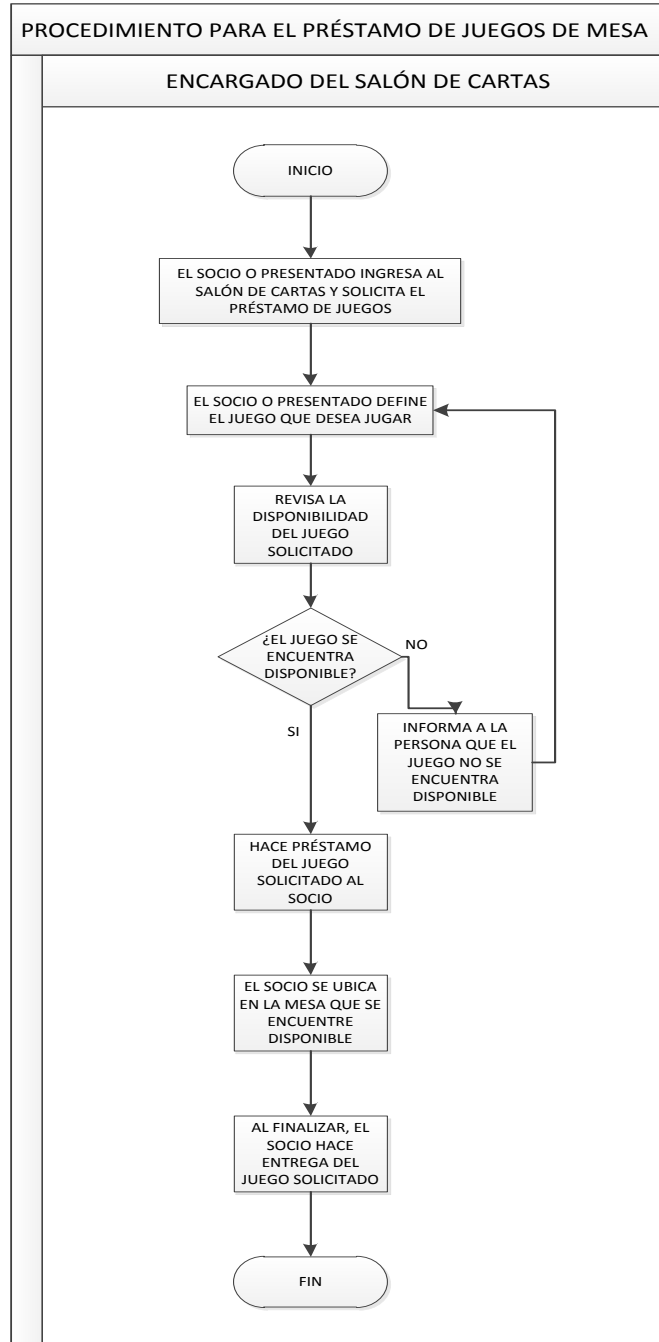 PROCEDIMIENTO PARA EL PRÉSTAMO DE JUEGOS DE MESA
ENCARGADO DEL SALÓN DE CARTAS
INICIO
EL SOCIO O PRESENTADO INGRESA AL
SALÓN DE CARTAS Y SOLICITA EL
PRÉSTAMO DE JUEGOS
EL SOCIO O PRESENTADO DEFINE
EL JUEGO QUE DESEA JUGAR
REVISA LA
DISPONIBILIDAD
DEL JUEGO
SOLICITADO
¿EL JUEGO SE
ENCUENTRA
DISPONIBLE?
NO
INFORMA A LA
PERSONA QUE EL
JUEGO NO SE
ENCUENTRA
DISPONIBLE
SI
HACE PRÉSTAMO
DEL JUEGO
SOLICITADO AL
SOCIO
EL SOCIO SE UBICA
EN LA MESA QUE SE
ENCUENTRE
DISPONIBLE
AL FINALIZAR, EL
SOCIO HACE
ENTREGA DEL
JUEGO SOLICITADO
FIN